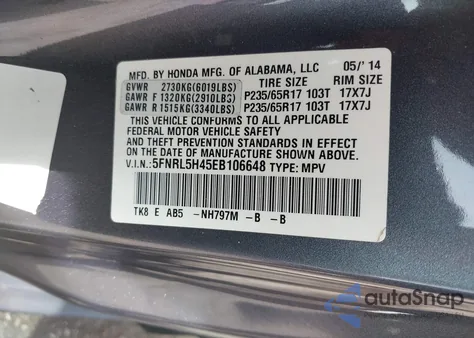 MFD. BY HONDA MFG. OF ALABAMA, LLC 05/'14
GVWR 2730KG(6019LBS) TIRE SIZE RIM SIZE
GAWR F 1320KG(2910LBS) P235/65R17 103T 17X7J
GAWR R 1515KG(3340LBS) P235/65R17 103T 17X7J
THIS VEHICLE CONFORMS TO ALL APPLICABLE
FEDERAL MOTOR VEHICLE SAFETY
AND THEFT PREVENTION STANDARDS IN EFFECT
ON THE DATE OF MANUFACTURE SHOWN ABOVE.
V.I.N.: 5FNRL5H45EB106648 TYPE: MPV
TK8 E AB5 -NH797M -B -B
autoSnap